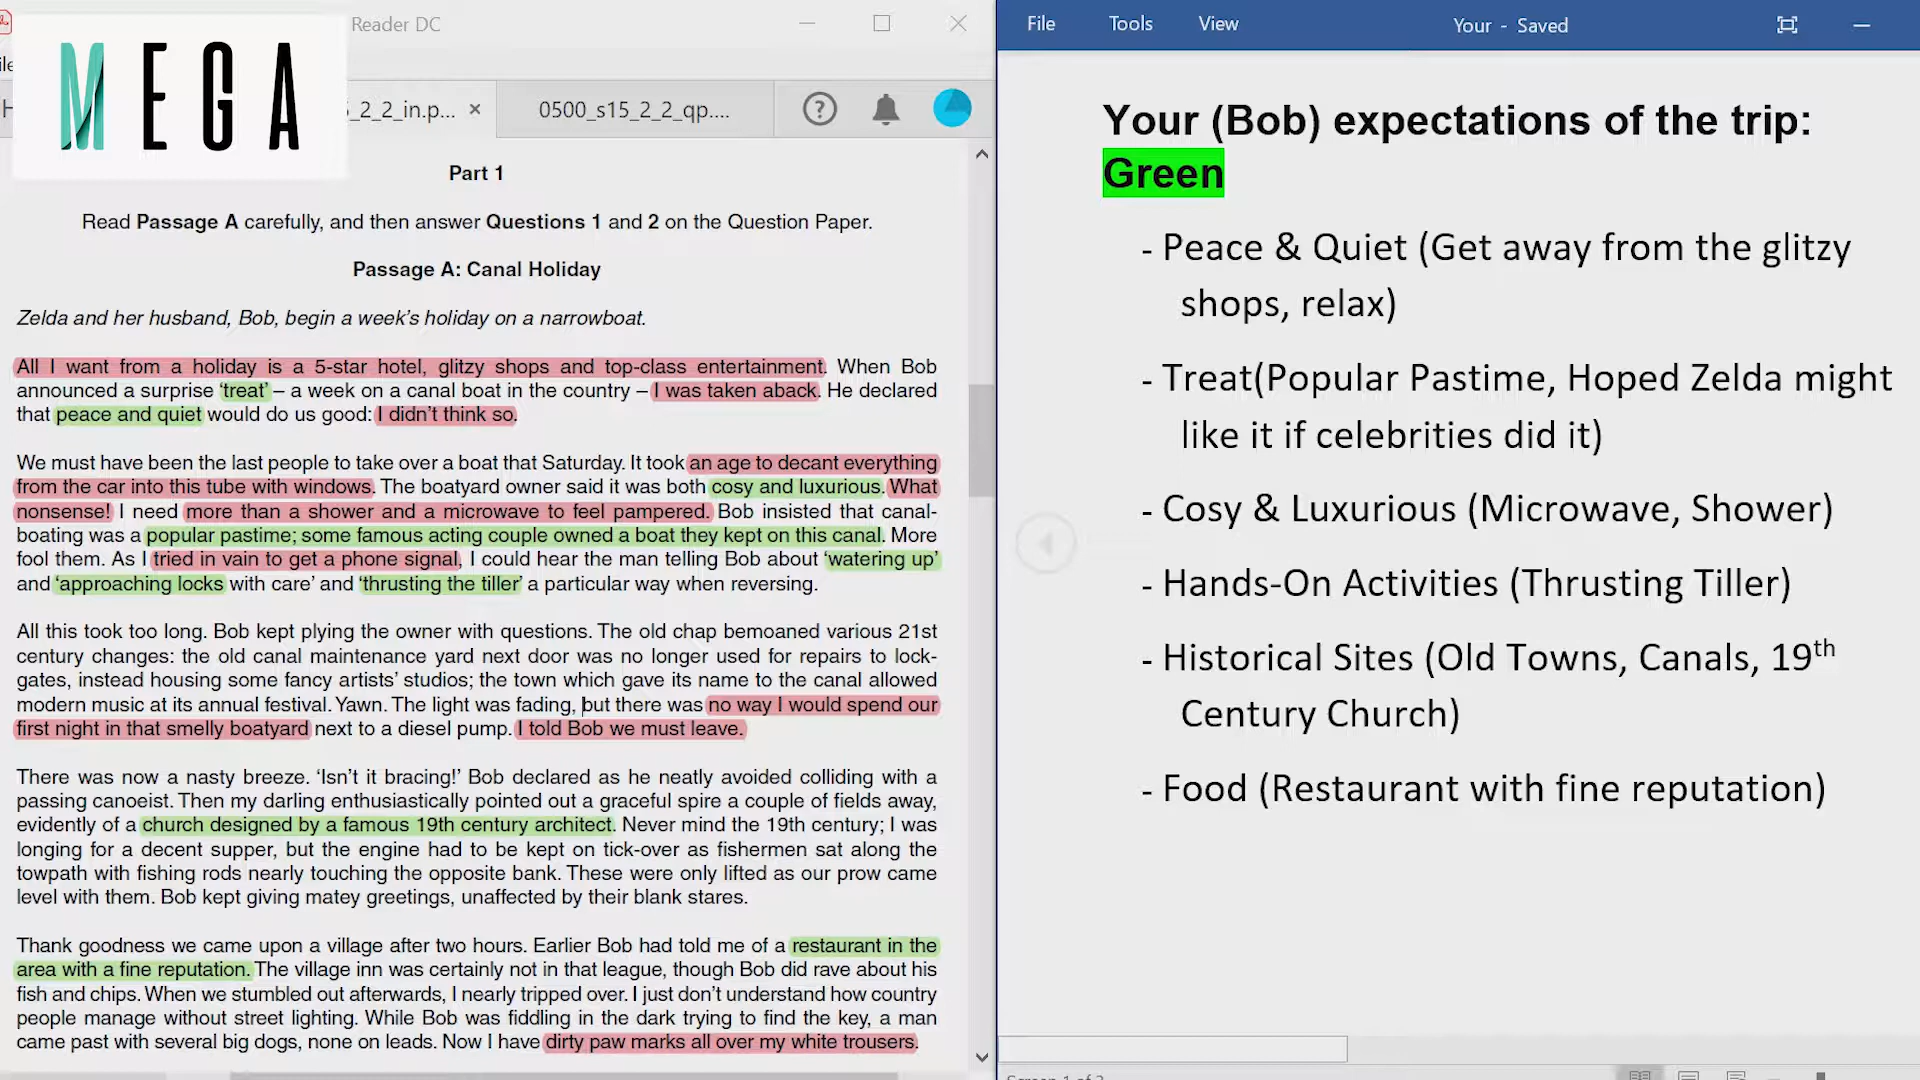 Reader DC
File Tools View Your - Saved
MEGA
5_2_2_in.p... × 0500_s15_2_2_qp....
Part 1
Read Passage A carefully, and then answer Questions 1 and 2 on the Question Paper.
Passage A: Canal Holiday
Zelda and her husband, Bob, begin a week's holiday on a narrowboat.
All I want from a holiday is a 5-star hotel, glitzy shops and top-class entertainment. When Bob
announced a surprise 'treat' – a week on a canal boat in the country – I was taken aback. He declared
that peace and quiet would do us good: I didn't think so.
We must have been the last people to take over a boat that Saturday. It took an age to decant everything
from the car into this tube with windows. The boatyard owner said it was both cosy and luxurious. What
nonsense! I need more than a shower and a microwave to feel pampered. Bob insisted that canal-
boating was a popular pastime; some famous acting couple owned a boat they kept on this canal. More
fool them. As I tried in vain to get a phone signal, I could hear the man telling Bob about 'watering up'
and 'approaching locks with care' and 'thrusting the tiller' a particular way when reversing.
All this took too long. Bob kept plying the owner with questions. The old chap bemoaned various 21st
century changes: the old canal maintenance yard next door was no longer used for repairs to lock-
gates, instead housing some fancy artists' studios; the town which gave its name to the canal allowed
modern music at its annual festival. Yawn. The light was fading, but there was no way I would spend our
first night in that smelly boatyard next to a diesel pump. I told Bob we must leave.
There was now a nasty breeze. 'Isn't it bracing!' Bob declared as he neatly avoided colliding with a
passing canoeist. Then my darling enthusiastically pointed out a graceful spire a couple of fields away,
evidently of a church designed by a famous 19th century architect. Never mind the 19th century; I was
longing for a decent supper, but the engine had to be kept on tick-over as fishermen sat along the
towpath with fishing rods nearly touching the opposite bank. These were only lifted as our prow came
level with them. Bob kept giving matey greetings, unaffected by their blank stares.
Thank goodness we came upon a village after two hours. Earlier Bob had told me of a restaurant in the
area with a fine reputation. The village inn was certainly not in that league, though Bob did rave about his
fish and chips. When we stumbled out afterwards, I nearly tripped over. I just don't understand how country
people manage without street lighting. While Bob was fiddling in the dark trying to find the key, a man
came past with several big dogs, none on leads. Now I have dirty paw marks all over my white trousers.
Your (Bob) expectations of the trip:
Green
- Peace & Quiet (Get away from the glitzy
shops, relax)
- Treat(Popular Pastime, Hoped Zelda might
like it if celebrities did it)
- Cosy & Luxurious (Microwave, Shower)
- Hands-On Activities (Thrusting Tiller)
- Historical Sites (Old Towns, Canals, 19th
Century Church)
- Food (Restaurant with fine reputation)